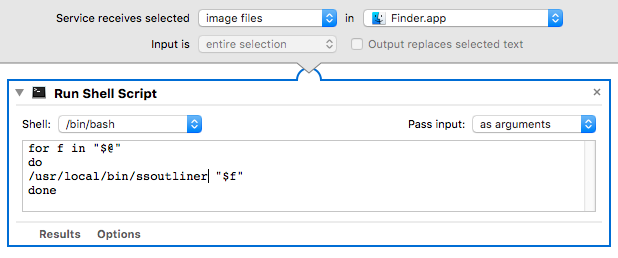 Service receives selected image files in Finder.app
Input is entire selection Output replaces selected text
Run Shell Script
Shell: /bin/bash Pass input: as arguments
for f in "$@"
do
/usr/local/bin/ssoutliner "$f"
done
Results Options